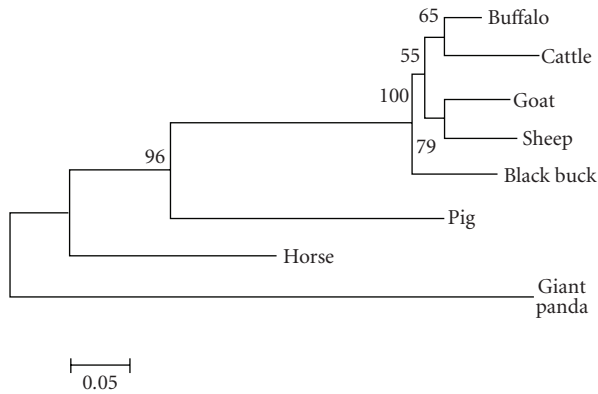 65
Buffalo
55
Cattle
100
Goat
79
Sheep
96
Black buck
Pig
Horse
Giant
panda
0.05